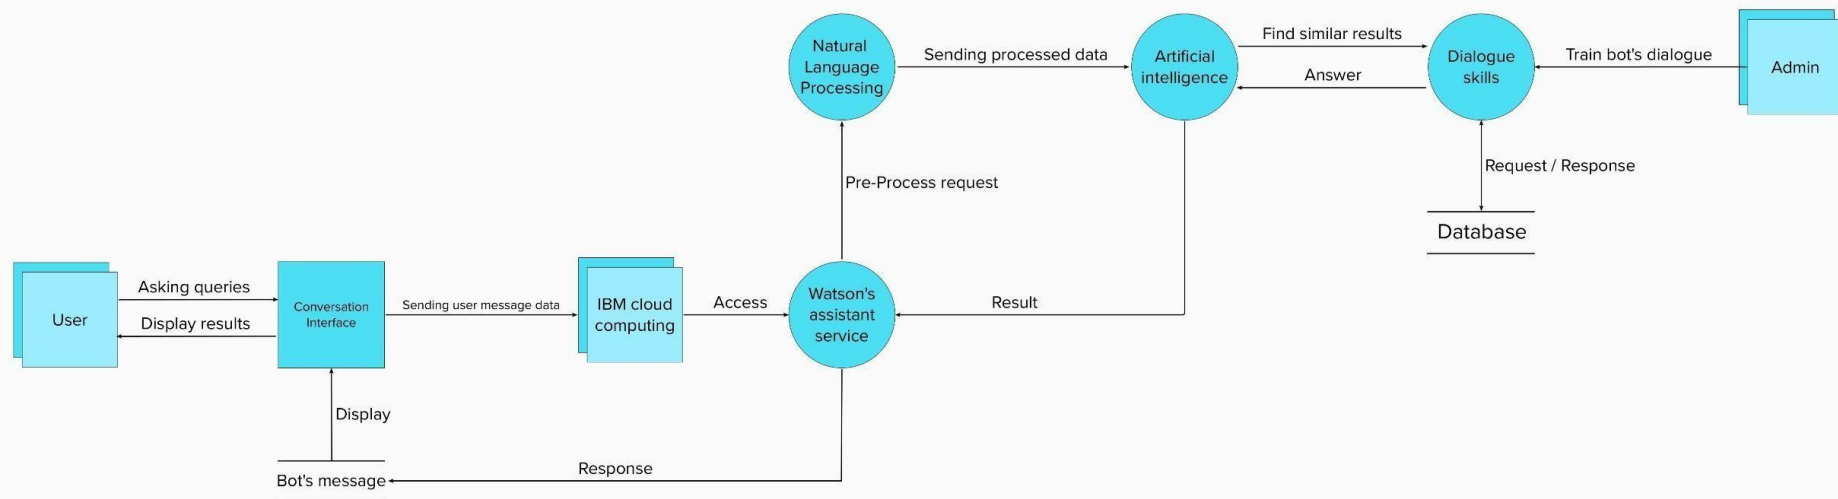 Natural
Language
Processing
Sending processed data
Artificial
intelligence
Find similar results
Answer
Dialogue
skills
Train bot's dialogue
Admin
Pre-Process request
Request / Response
Database
User
Asking queries
Display results
Conversation
Interface
Sending user message data
IBM cloud
computing
Access
Watson's
assistant
service
Result
Display
Response
Bot's message